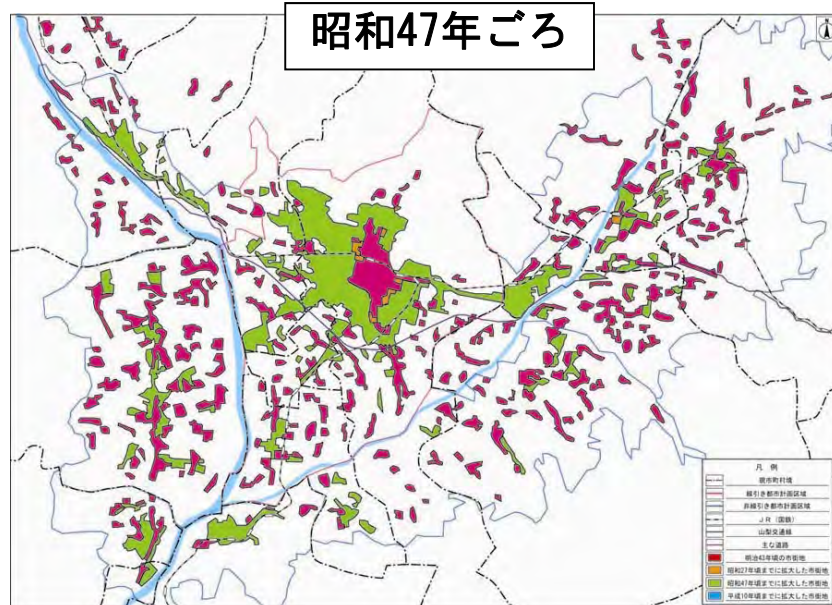 昭和47年ごろ
凡 例
現市町村境
線引き都市計画区域
非線引き都市計画区域
ＪＲ（国鉄）
山梨交通線
主な道路
明治43年頃の市街地
昭和27年頃までに拡大した市街地
昭和47年頃までに拡大した市街地
平成10年頃までに拡大した市街地